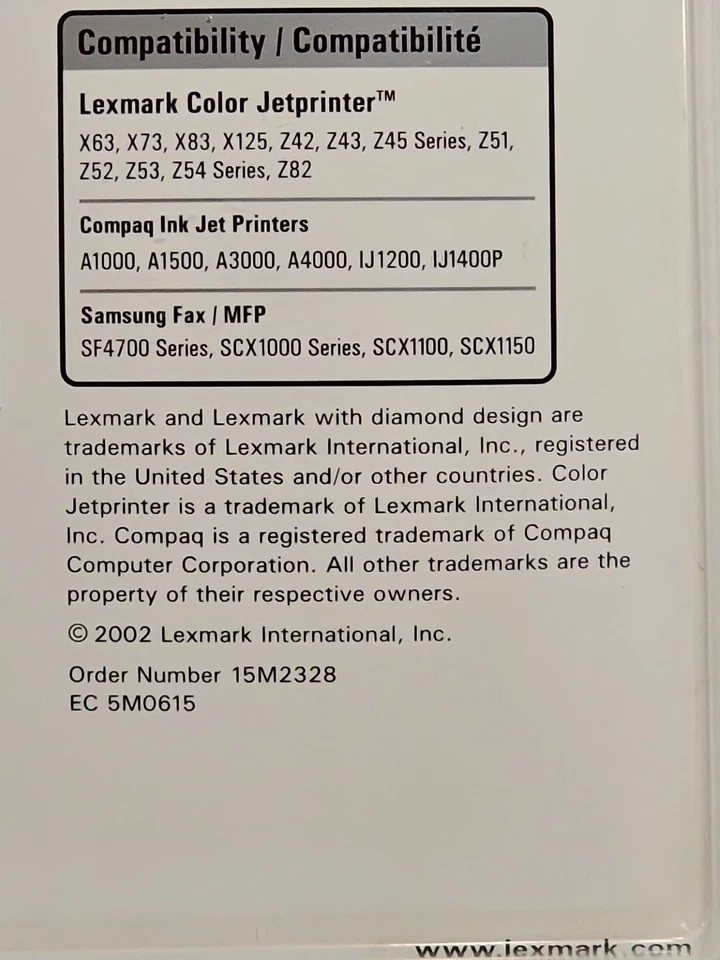 Compatibility / Compatibilité
Lexmark Color Jetprinter™
X63, X73, X83, X125, Z42, Z43, Z45 Series, Z51,
Z52, Z53, Z54 Series, Z82
Compaq Ink Jet Printers
A1000, A1500, A3000, A4000, IJ1200, IJ1400P
Samsung Fax / MFP
SF4700 Series, SCX1000 Series, SCX1100, SCX1150
Lexmark and Lexmark with diamond design are
trademarks of Lexmark International, Inc., registered
in the United States and/or other countries. Color
Jetprinter is a trademark of Lexmark International,
Inc. Compaq is a registered trademark of Compaq
Computer Corporation. All other trademarks are the
property of their respective owners.
© 2002 Lexmark International, Inc.
Order Number 15M2328
EC 5M0615
www.lexmark.com